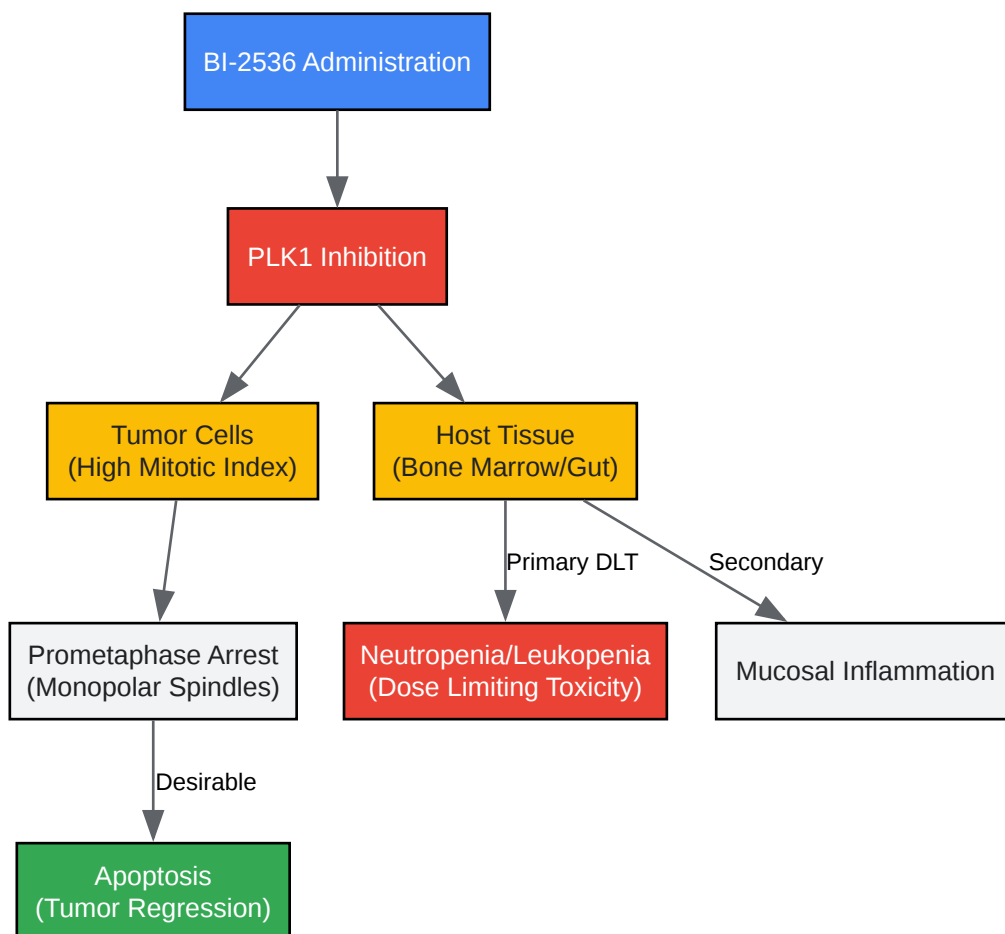 BI-2536 Administration
PLK1 Inhibition
Tumor Cells
(High Mitotic Index)
Host Tissue
(Bone Marrow/Gut)
Primary DLT
Secondary
Prometaphase Arrest
(Monopolar Spindles)
Neutropenia/Leukopenia
(Dose Limiting Toxicity)
Mucosal Inflammation
Desirable
Apoptosis
(Tumor Regression)